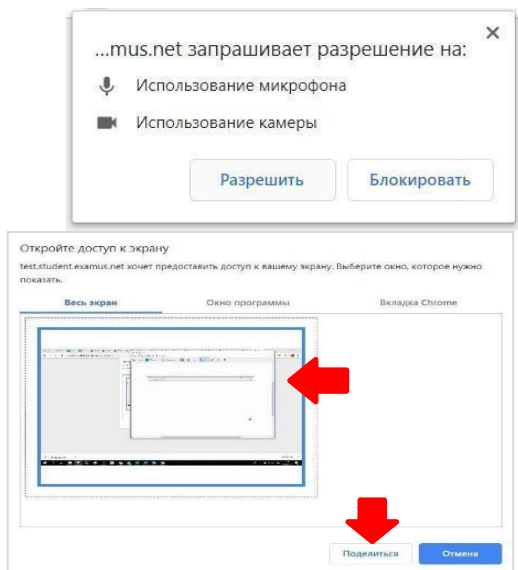 ...mus.net запрашивает разрешение на:
Использование микрофона
Использование камеры
Разрешить Блокировать
Откройте доступ к экрану
test.student.examus.net хочет предоставить доступ к вашему экрану. Выберите окно, которое нужно
показать.
Весь экран Окно программы Вкладка Chrome
Поделиться Отмена